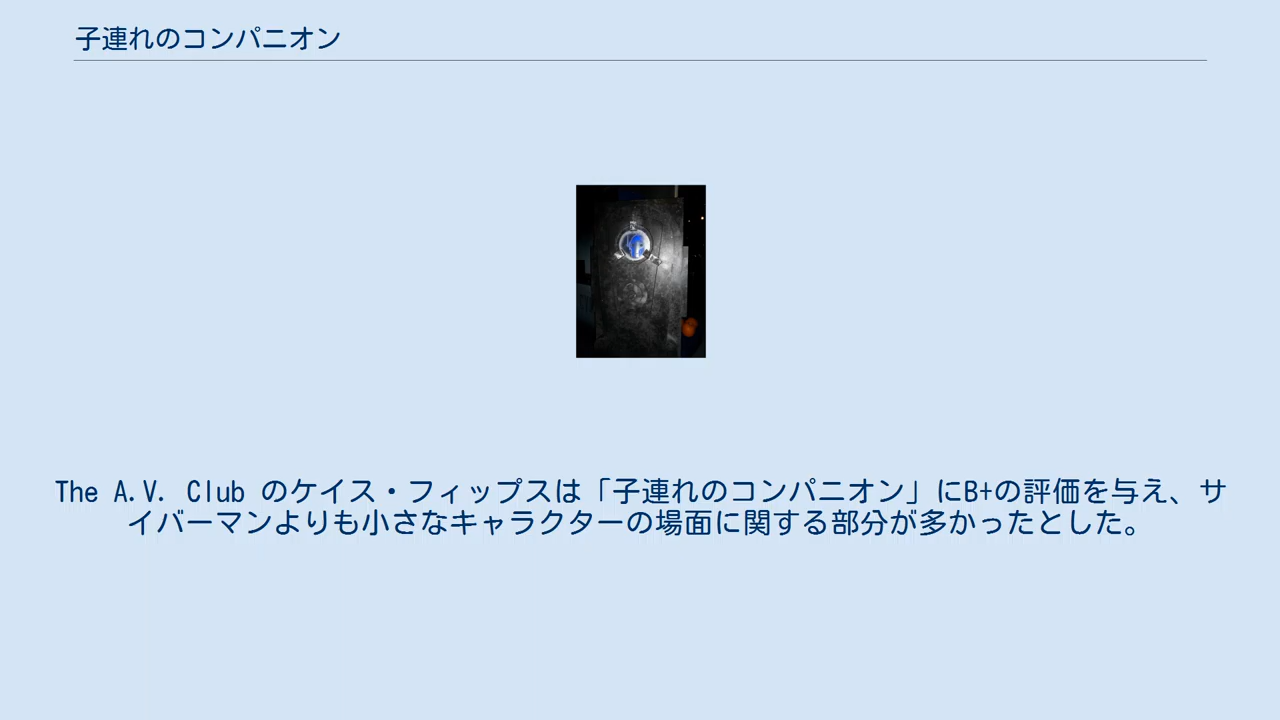 子連れのコンパニオン
The A.V. Club のケイス・フィップスは「子連れのコンパニオン」にB+の評価を与え、サ
イバーマンよりも小さなキャラクターの場面に関する部分が多かったとした。